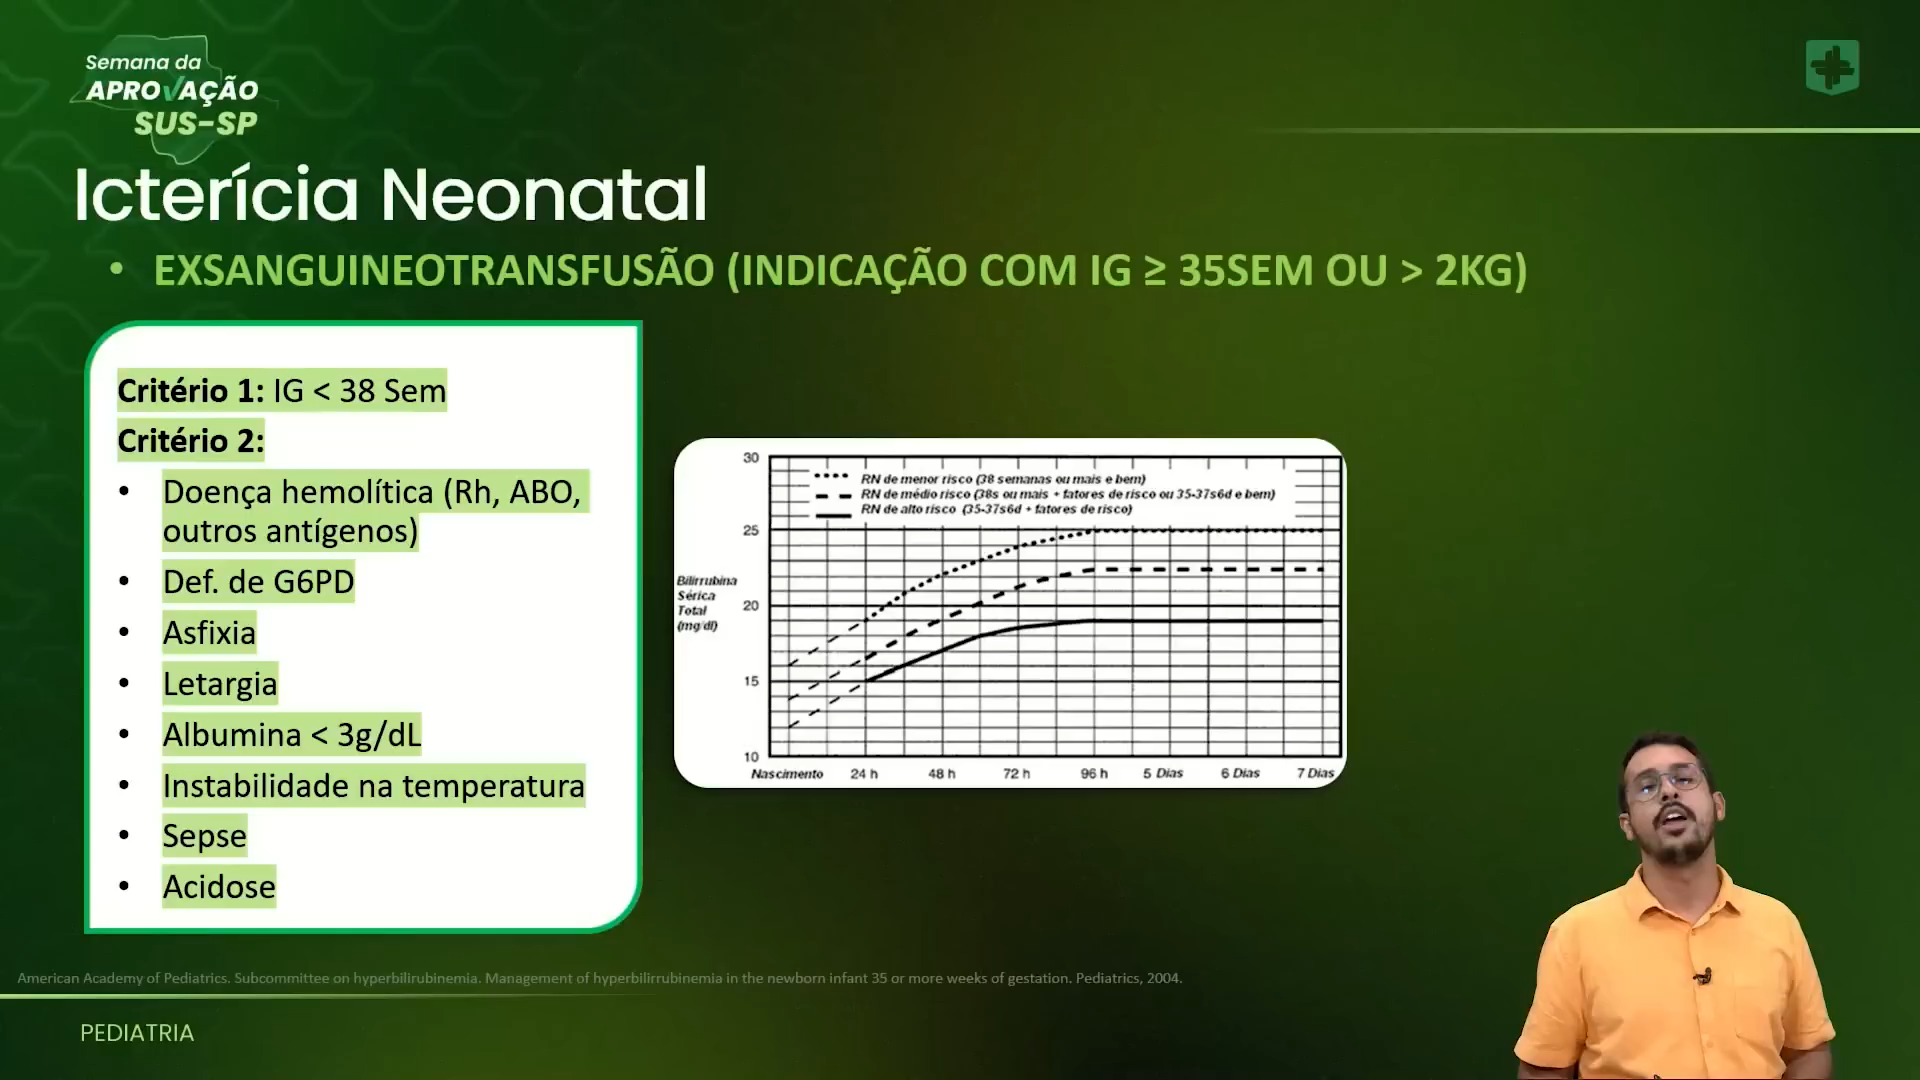 Semana da
APROVAÇÃO
SUS-SP
Icterícia Neonatal
• EXSANGUINEOTRANSFUSÃO (INDICAÇÃO COM IG ≥ 35SEM OU > 2KG)
Critério 1: IG < 38 Sem
Critério 2:
• Doença hemolítica (Rh, ABO,
outros antígenos)
• Def. de G6PD
• Asfixia
• Letargia
• Albumina < 3g/dL
• Instabilidade na temperatura
• Sepse
• Acidose
30
RN de menor risco (38 semanas ou mais e bem)
RN de médio risco (38s ou mais + fatores de risco ou 35-37s6d e bem)
RN de alto risco (35-37s6d + fatores de risco)
25
Bilirrubina
Sérica
Total
(mg/dl)
20
15
10
Nascimento 24 h 48 h 72 h 96 h 5 Dias 6 Dias 7 Dias
American Academy of Pediatrics. Subcommittee on hyperbilirubinemia. Management of hyperbilirrubinemia in the newborn infant 35 or more weeks of gestation. Pediatrics, 2004.
PEDIATRIA